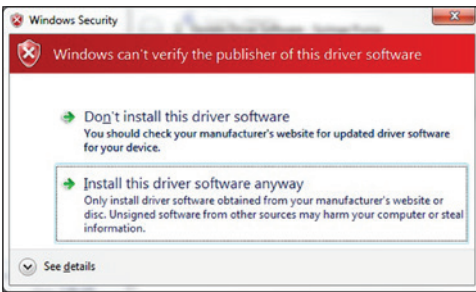 Windows Security
Windows can't verify the publisher of this driver software
Don't install this driver software
You should check your manufacturer's website for updated driver software
for your device.
Install this driver software anyway
Only install driver software obtained from your manufacturer's website or
disc. Unsigned software from other sources may harm your computer or steal
information.
See details